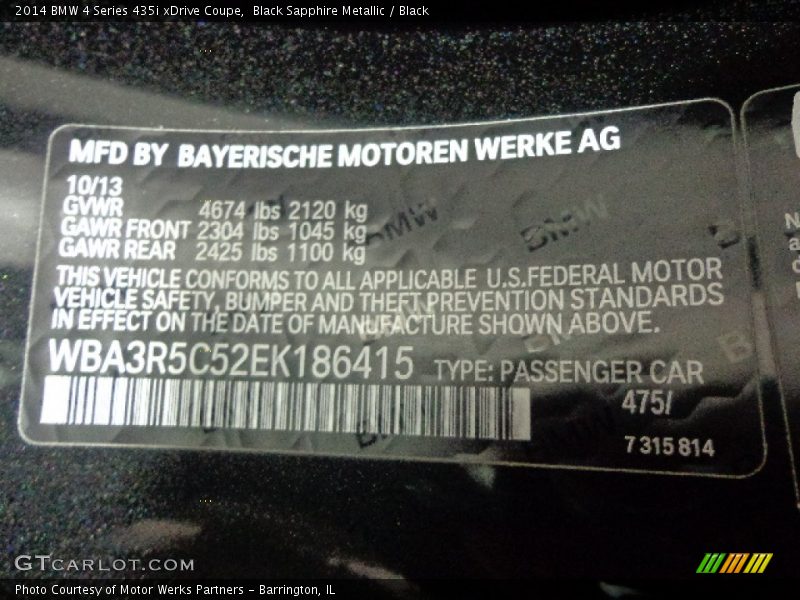 2014 BMW 4 Series 435i xDrive Coupe,  Black Sapphire Metallic / Black
MFD BY BAYERISCHE MOTOREN WERKE AG
10/13
GVWR 4674 lbs 2120 kg
GAWR FRONT 2304 lbs 1045 kg
GAWR REAR 2425 lbs 1100 kg
THIS VEHICLE CONFORMS TO ALL APPLICABLE U.S.FEDERAL MOTOR
VEHICLE SAFETY, BUMPER AND THEFT PREVENTION STANDARDS
IN EFFECT ON THE DATE OF MANUFACTURE SHOWN ABOVE.
WBA3R5C52EK186415 TYPE: PASSENGER CAR
475/
7315814
GTCARLOT.COM
Photo Courtesy of Motor Werks Partners – Barrington, IL